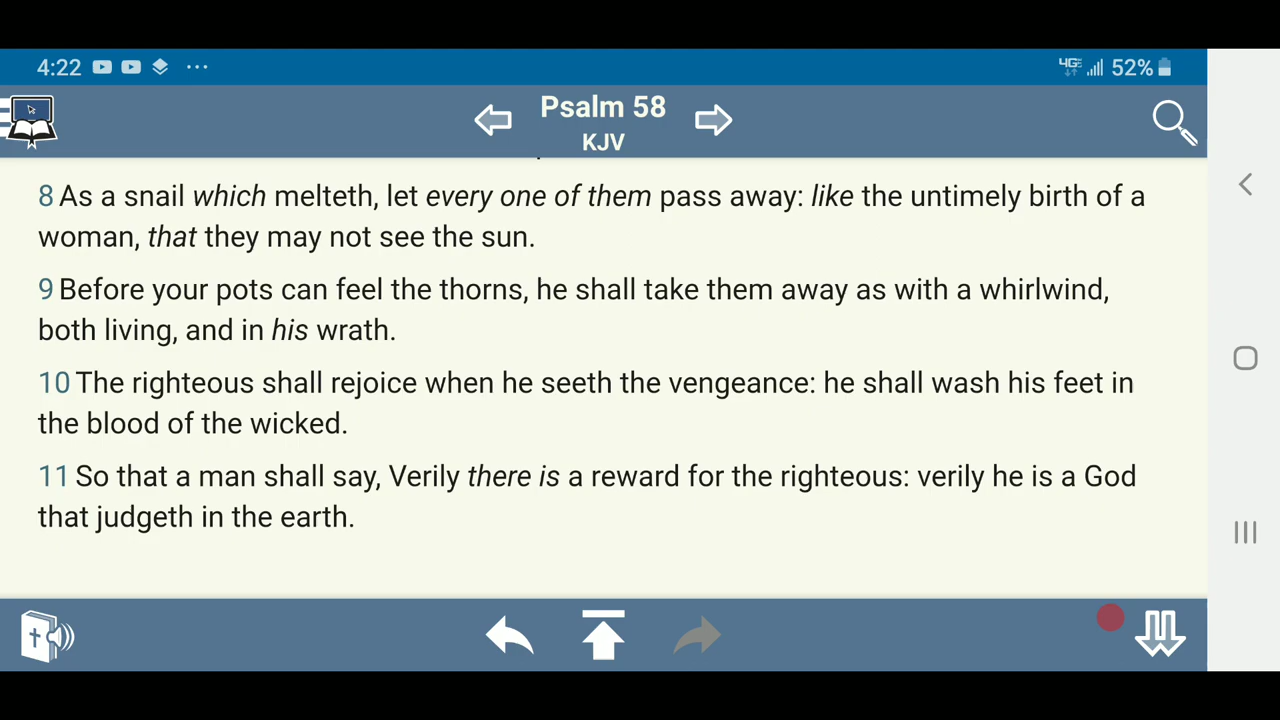 4:22
4G 52%
Psalm 58
KJV
8 As a snail which melteth, let every one of them pass away: like the untimely birth of a
woman, that they may not see the sun.
9 Before your pots can feel the thorns, he shall take them away as with a whirlwind,
both living, and in his wrath.
10 The righteous shall rejoice when he seeth the vengeance: he shall wash his feet in
the blood of the wicked.
11 So that a man shall say, Verily there is a reward for the righteous: verily he is a God
that judgeth in the earth.